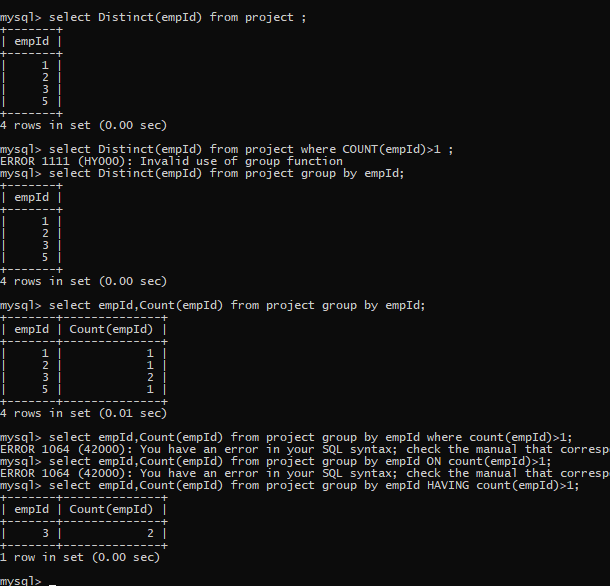 mysql> select Distinct(empId) from project ;
+-------+
| empId |
+-------+
|     1 |
|     2 |
|     3 |
|     5 |
+-------+
4 rows in set (0.00 sec)
mysql> select Distinct(empId) from project where COUNT(empId)>1 ;
ERROR 1111 (HY000): Invalid use of group function
mysql> select Distinct(empId) from project group by empId;
+-------+
| empId |
+-------+
|     1 |
|     2 |
|     3 |
|     5 |
+-------+
4 rows in set (0.00 sec)
mysql> select empId,Count(empId) from project group by empId;
+-------+--------------+
| empId | Count(empId) |
+-------+--------------+
|     1 |            1 |
|     2 |            1 |
|     3 |            2 |
|     5 |            1 |
+-------+--------------+
4 rows in set (0.01 sec)
mysql> select empId,Count(empId) from project group by empId where count(empId)>1;
ERROR 1064 (42000): You have an error in your SQL syntax; check the manual that corresp
mysql> select empId,Count(empId) from project group by empId ON count(empId)>1;
ERROR 1064 (42000): You have an error in your SQL syntax; check the manual that corresp
mysql> select empId,Count(empId) from project group by empId HAVING count(empId)>1;
+-------+--------------+
| empId | Count(empId) |
+-------+--------------+
|     3 |            2 |
+-------+--------------+
1 row in set (0.00 sec)
mysql> _